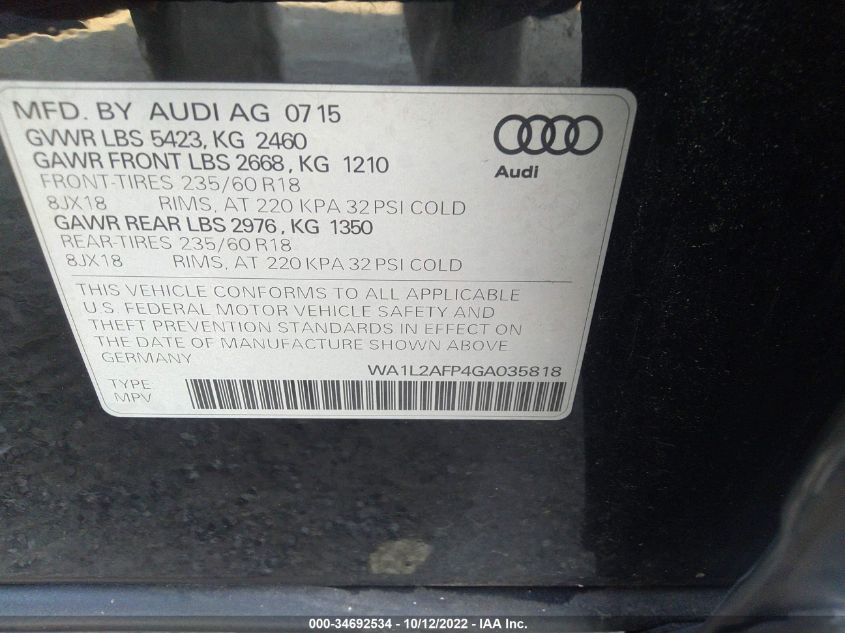 MFD. BY AUDI AG 07 15
GVWR LBS 5423, KG 2460
GAWR FRONT LBS 2668, KG 1210
FRONT-TIRES 235/60 R18
8JX18 RIMS, AT 220 KPA 32 PSI COLD
GAWR REAR LBS 2976, KG 1350
REAR-TIRES 235/60 R18
8JX18 RIMS, AT 220 KPA 32 PSI COLD
Audi
THIS VEHICLE CONFORMS TO ALL APPLICABLE
U.S. FEDERAL MOTOR VEHICLE SAFETY AND
THEFT PREVENTION STANDARDS IN EFFECT ON
THE DATE OF MANUFACTURE SHOWN ABOVE
GERMANY
WA1L2AFP4GA035818
TYPE
MPV
000-34692534 - 10/12/2022 - IAA Inc.